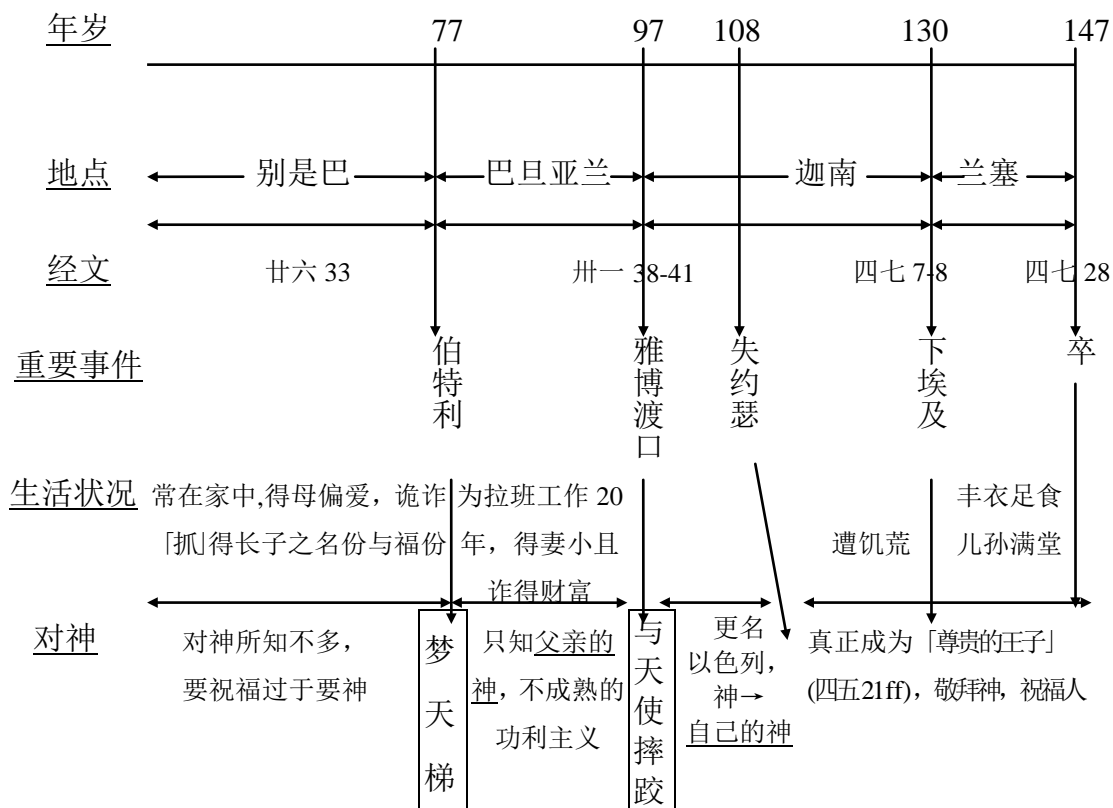 年岁 77 97 108 130 147
地点 别是巴 巴旦亚兰 迦南 兰塞
经文 廿六 33 卅一 38-41 四七 7-8 四七 28
重要事件
伯特利
雅博渡口
失约瑟
下埃及
卒
生活状况
常在家中,得母偏爱，诡诈
「抓」得长子之名份与福份
为拉班工作 20
年，得妻小且
诈得财富
遭饥荒
丰衣足食
儿孙满堂
对神
对神所知不多，
要祝福过于要神
梦天梯
只知父亲的
神，不成熟的
功利主义
与天使摔跤
更名
以色列，
神→
自己的神
真正成为「尊贵的王子」
(四五21ff)，敬拜神，祝福人